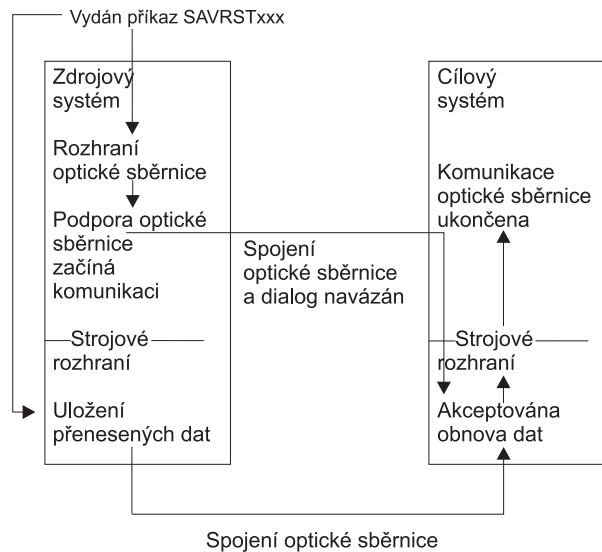 Vydán příkaz SAVRSTxxx
Zdrojový
systém
Rozhraní
optické sběrnice
Podpora optické
sběrnice
začíná
komunikaci
Strojové
rozhraní
Uložení
přenesených dat
Spojení
optické sběrnice
a dialog navázán
Cílový
systém
Komunikace
optické sběrnice
ukončena
Strojové
rozhraní
Akceptována
obnova dat
Spojení optické sběrnice